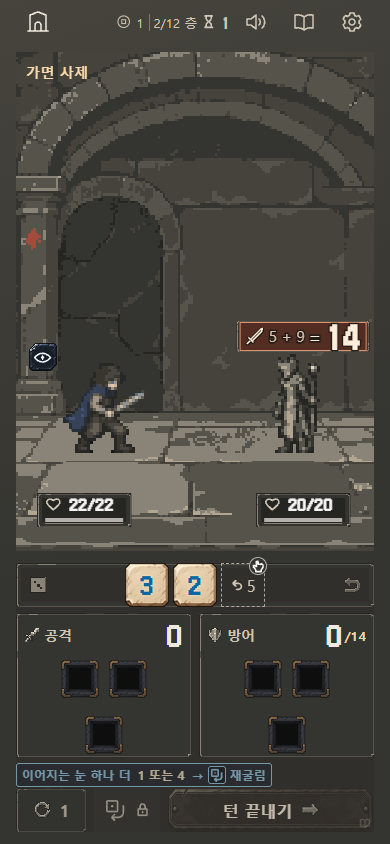 1 2/12 층 1
가면 사제
5 + 9 = 14
22/22
20/20
3 2 5
공격 0
방어 0/14
이어지는 눈 하나 더 1 또는 4 → 재굴림
1
턴 끝내기 ➡